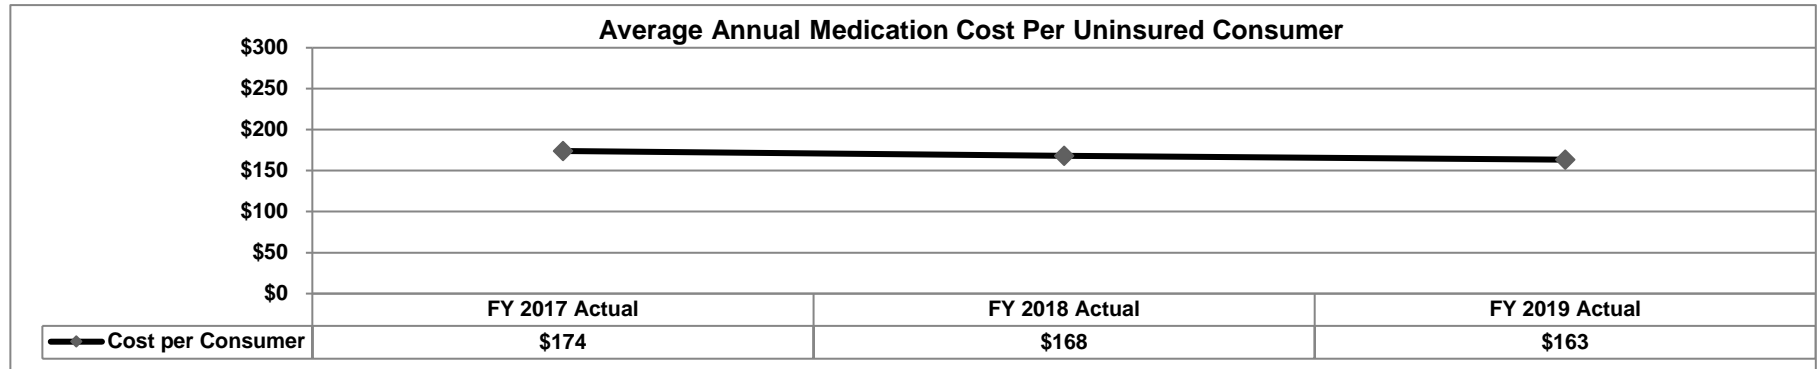 Average Annual Medication Cost Per Uninsured Consumer
$300
$250
$200
$150
$100
$50
$0
FY 2017 Actual FY 2018 Actual FY 2019 Actual
Cost per Consumer $174 $168 $163